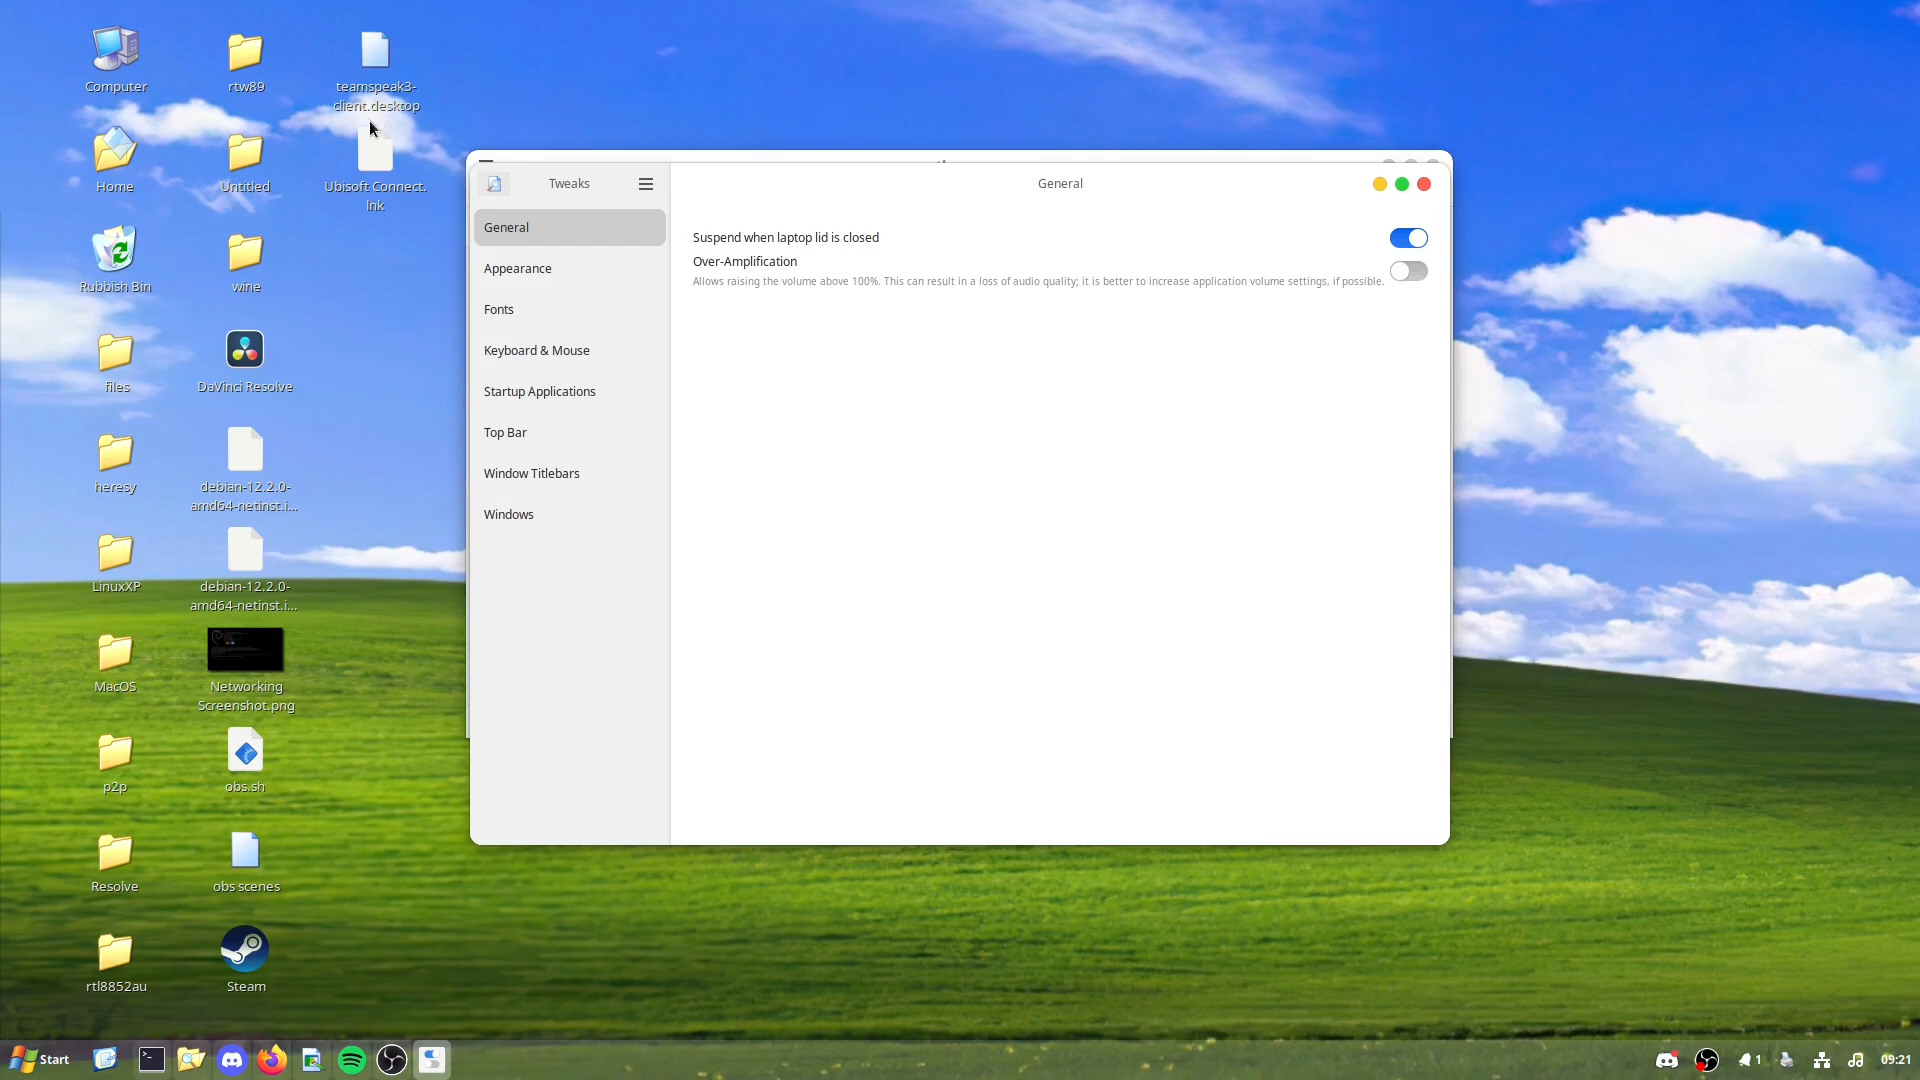 Computer
rtw89
teamspeak3-
client.desktop
Home
Untitled
Ubisoft Connect.
lnk
Rubbish Bin
wine
files
DaVinci Resolve
heresy
debian-12.2.0-
amd64-netinst.i...
LinuxXP
debian-12.2.0-
amd64-netinst.i...
MacOS
Networking
Screenshot.png
p2p
obs.sh
Resolve
obs scenes
rtl8852au
Steam
Tweaks
General
General
Appearance
Fonts
Keyboard & Mouse
Startup Applications
Top Bar
Window Titlebars
Windows
Suspend when laptop lid is closed
Over-Amplification
Allows raising the volume above 100%. This can result in a loss of audio quality; it is better to increase application volume settings, if possible.
Start
1
09:21